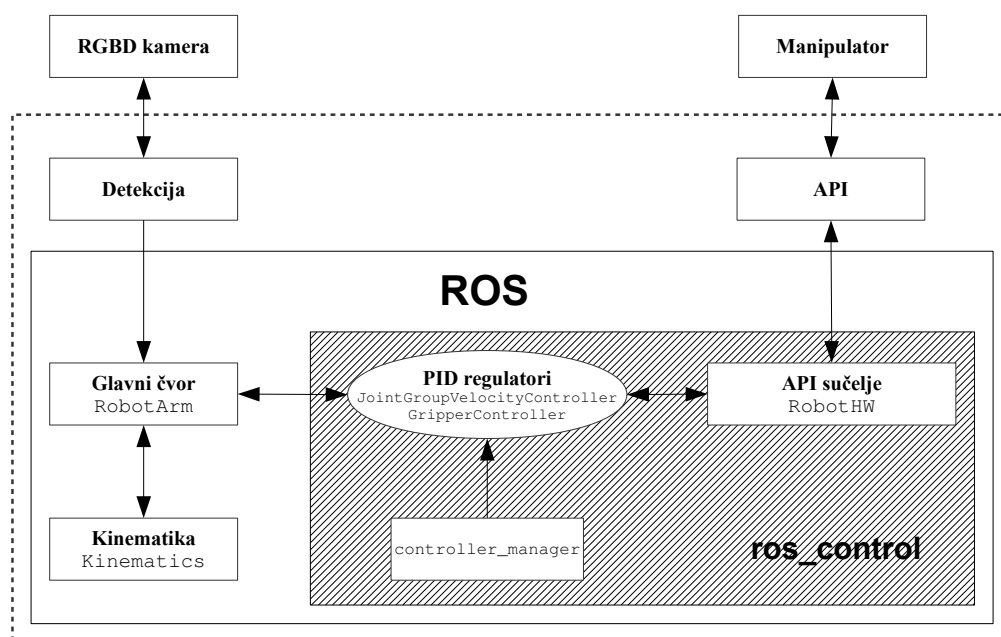 RGBD kamera
Manipulator
Detekcija
API
ROS
Glavni čvor
RobotArm
PID regulatori
JointGroupVelocityController
GripperController
API sučelje
RobotHW
Kinematika
Kinematics
controller_manager
ros_control